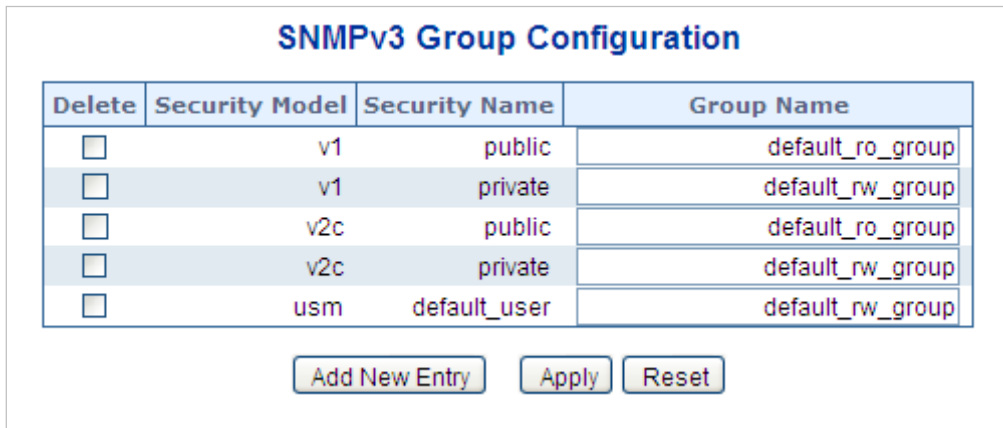 SNMPv3 Group Configuration
Delete Security Model Security Name Group Name
v1 public default_ro_group
v1 private default_rw_group
v2c public default_ro_group
v2c private default_rw_group
usm default_user default_rw_group
Add New Entry Apply Reset